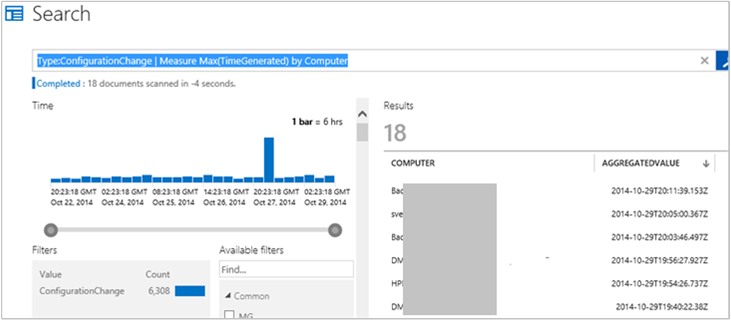 Search
Type:ConfigurationChange | Measure Max(TimeGenerated) by Computer
Completed : 18 documents scanned in -4 seconds.
Time
1 bar = 6 hrs
20:23:18 GMT 02:23:18 GMT 08:23:18 GMT 14:23:18 GMT 20:23:18 GMT 02:23:18 GMT
Oct 22, 2014 Oct 24, 2014 Oct 25, 2014 Oct 26, 2014 Oct 27, 2014 Oct 29, 2014
Filters
Value Count
ConfigurationChange 6,308
Available filters
Find...
Common
MG
Results
18
COMPUTER AGGREGATEDVALUE
Bac 2014-10-29T20:11:39.153Z
sve 2014-10-29T20:05:00.367Z
Bac 2014-10-29T20:03:46.497Z
DM 2014-10-29T19:56:27.927Z
HPI 2014-10-29T19:54:26.737Z
DM 2014-10-29T19:40:22.38Z